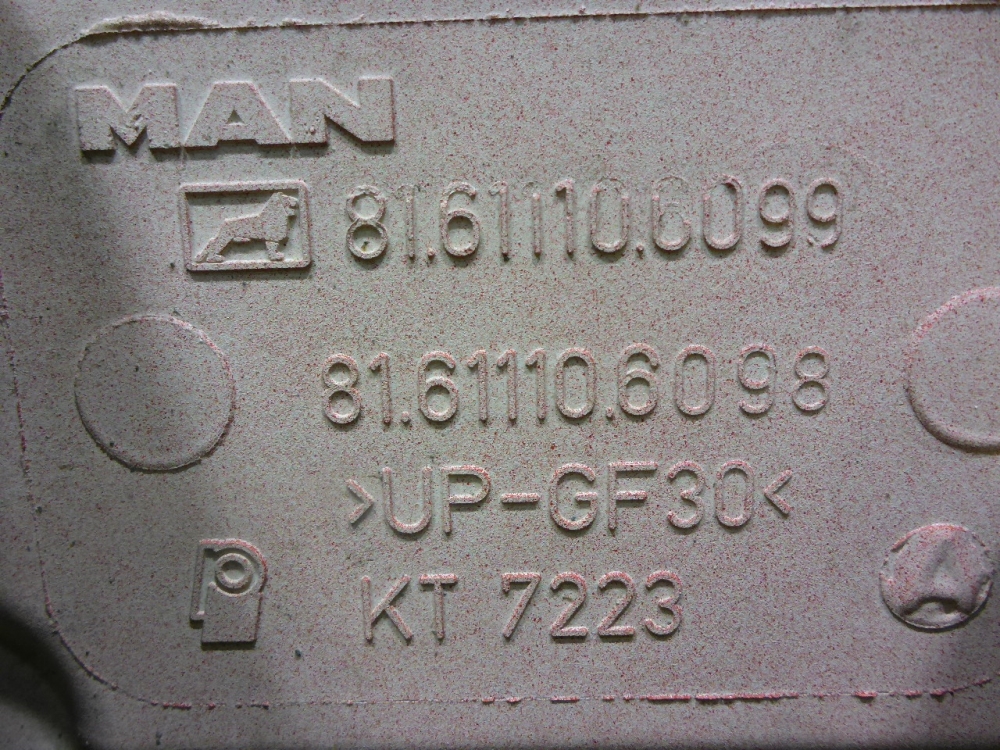 MAN
81.61110.6099
81.61110.6098
>UP-GF30<
KT 7223
A